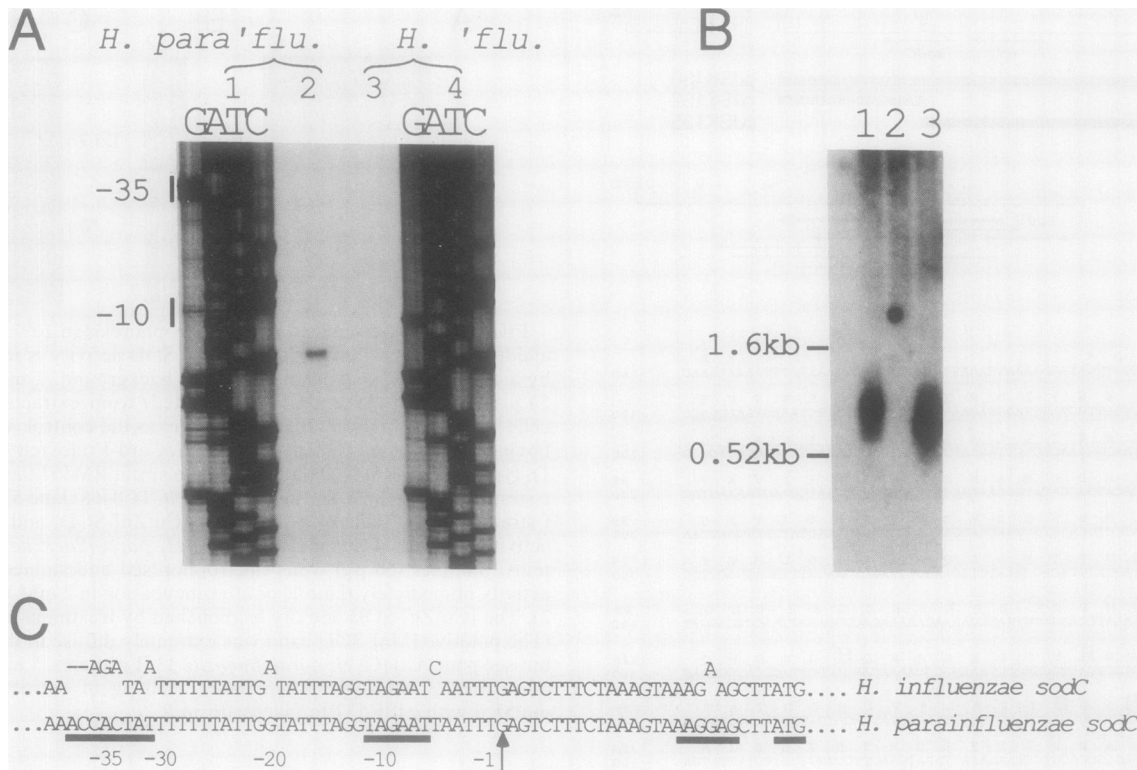 A
B
H. para'flu. H. 'flu.
1 2 3 4
GATC GATC
1 2 3
-35
-10
1.6kb
0.52kb
C
—AGA A A C A
....AA TA TTTTTTATTG TATTTAGGTAGAAT AATTTGAGTCTTTCTAAAGTAAAG AGCTTATG.... H. influenzae sodC
....AAACCACTATTTTTTATTGGTATTTAGGTAGAATTAATTTGAGTCTTTCTAAAGTAAAGGAGCTTATG.... H. parainfluenzae sodC
-35 -30 -20 -10 -1